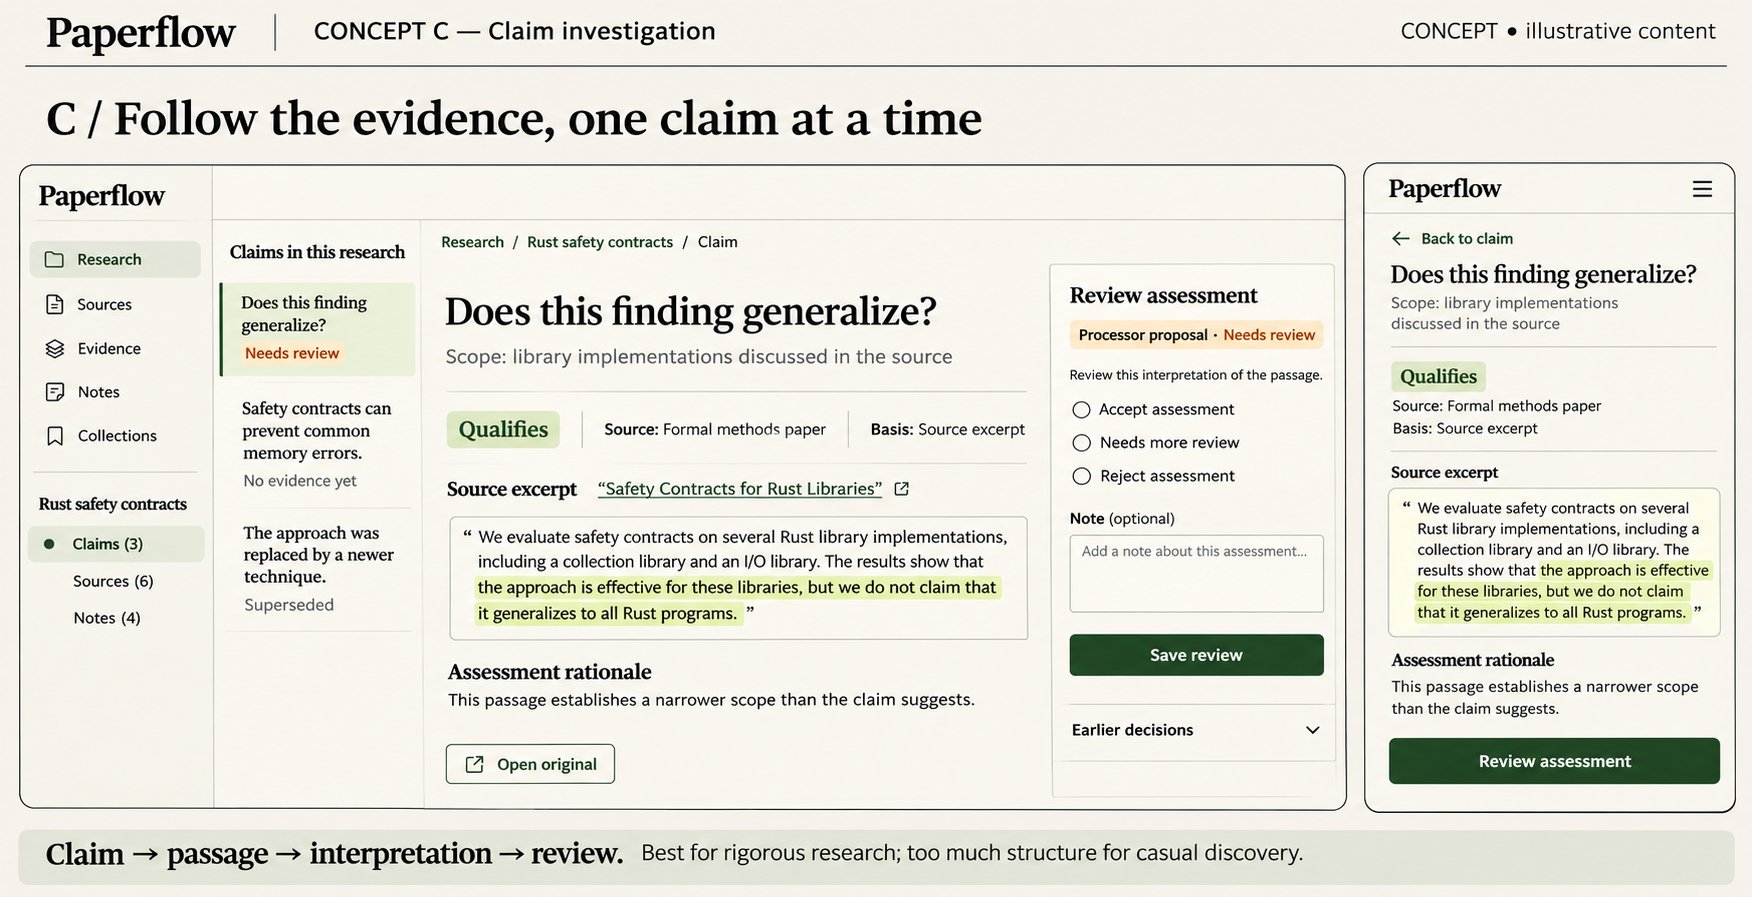 Paperflow
CONCEPT C — Claim investigation
CONCEPT • illustrative content
C / Follow the evidence, one claim at a time
Paperflow
Research
Sources
Evidence
Notes
Collections
Rust safety contracts
Claims (3)
Sources (6)
Notes (4)
Claims in this research
Does this finding
generalize?
Needs review
Safety contracts can
prevent common
memory errors.
No evidence yet
The approach was
replaced by a newer
technique.
Superseded
Research / Rust safety contracts / Claim
Does this finding generalize?
Scope: library implementations discussed in the source
Qualifies
Source: Formal methods paper
Basis: Source excerpt
Source excerpt “Safety Contracts for Rust Libraries”
“ We evaluate safety contracts on several Rust library implementations,
including a collection library and an I/O library. The results show that
the approach is effective for these libraries, but we do not claim that
it generalizes to all Rust programs. ”
Assessment rationale
This passage establishes a narrower scope than the claim suggests.
Open original
Review assessment
Processor proposal · Needs review
Review this interpretation of the passage.
Accept assessment
Needs more review
Reject assessment
Note (optional)
Add a note about this assessment...
Save review
Earlier decisions
Paperflow
← Back to claim
Does this finding generalize?
Scope: library implementations
discussed in the source
Qualifies
Source: Formal methods paper
Basis: Source excerpt
Source excerpt
“ We evaluate safety contracts on several
Rust library implementations, including a
collection library and an I/O library. The
results show that the approach is effective
for these libraries, but we do not claim
that it generalizes to all Rust programs. ”
Assessment rationale
This passage establishes a narrower scope
than the claim suggests.
Review assessment
Claim → passage → interpretation → review. Best for rigorous research; too much structure for casual discovery.